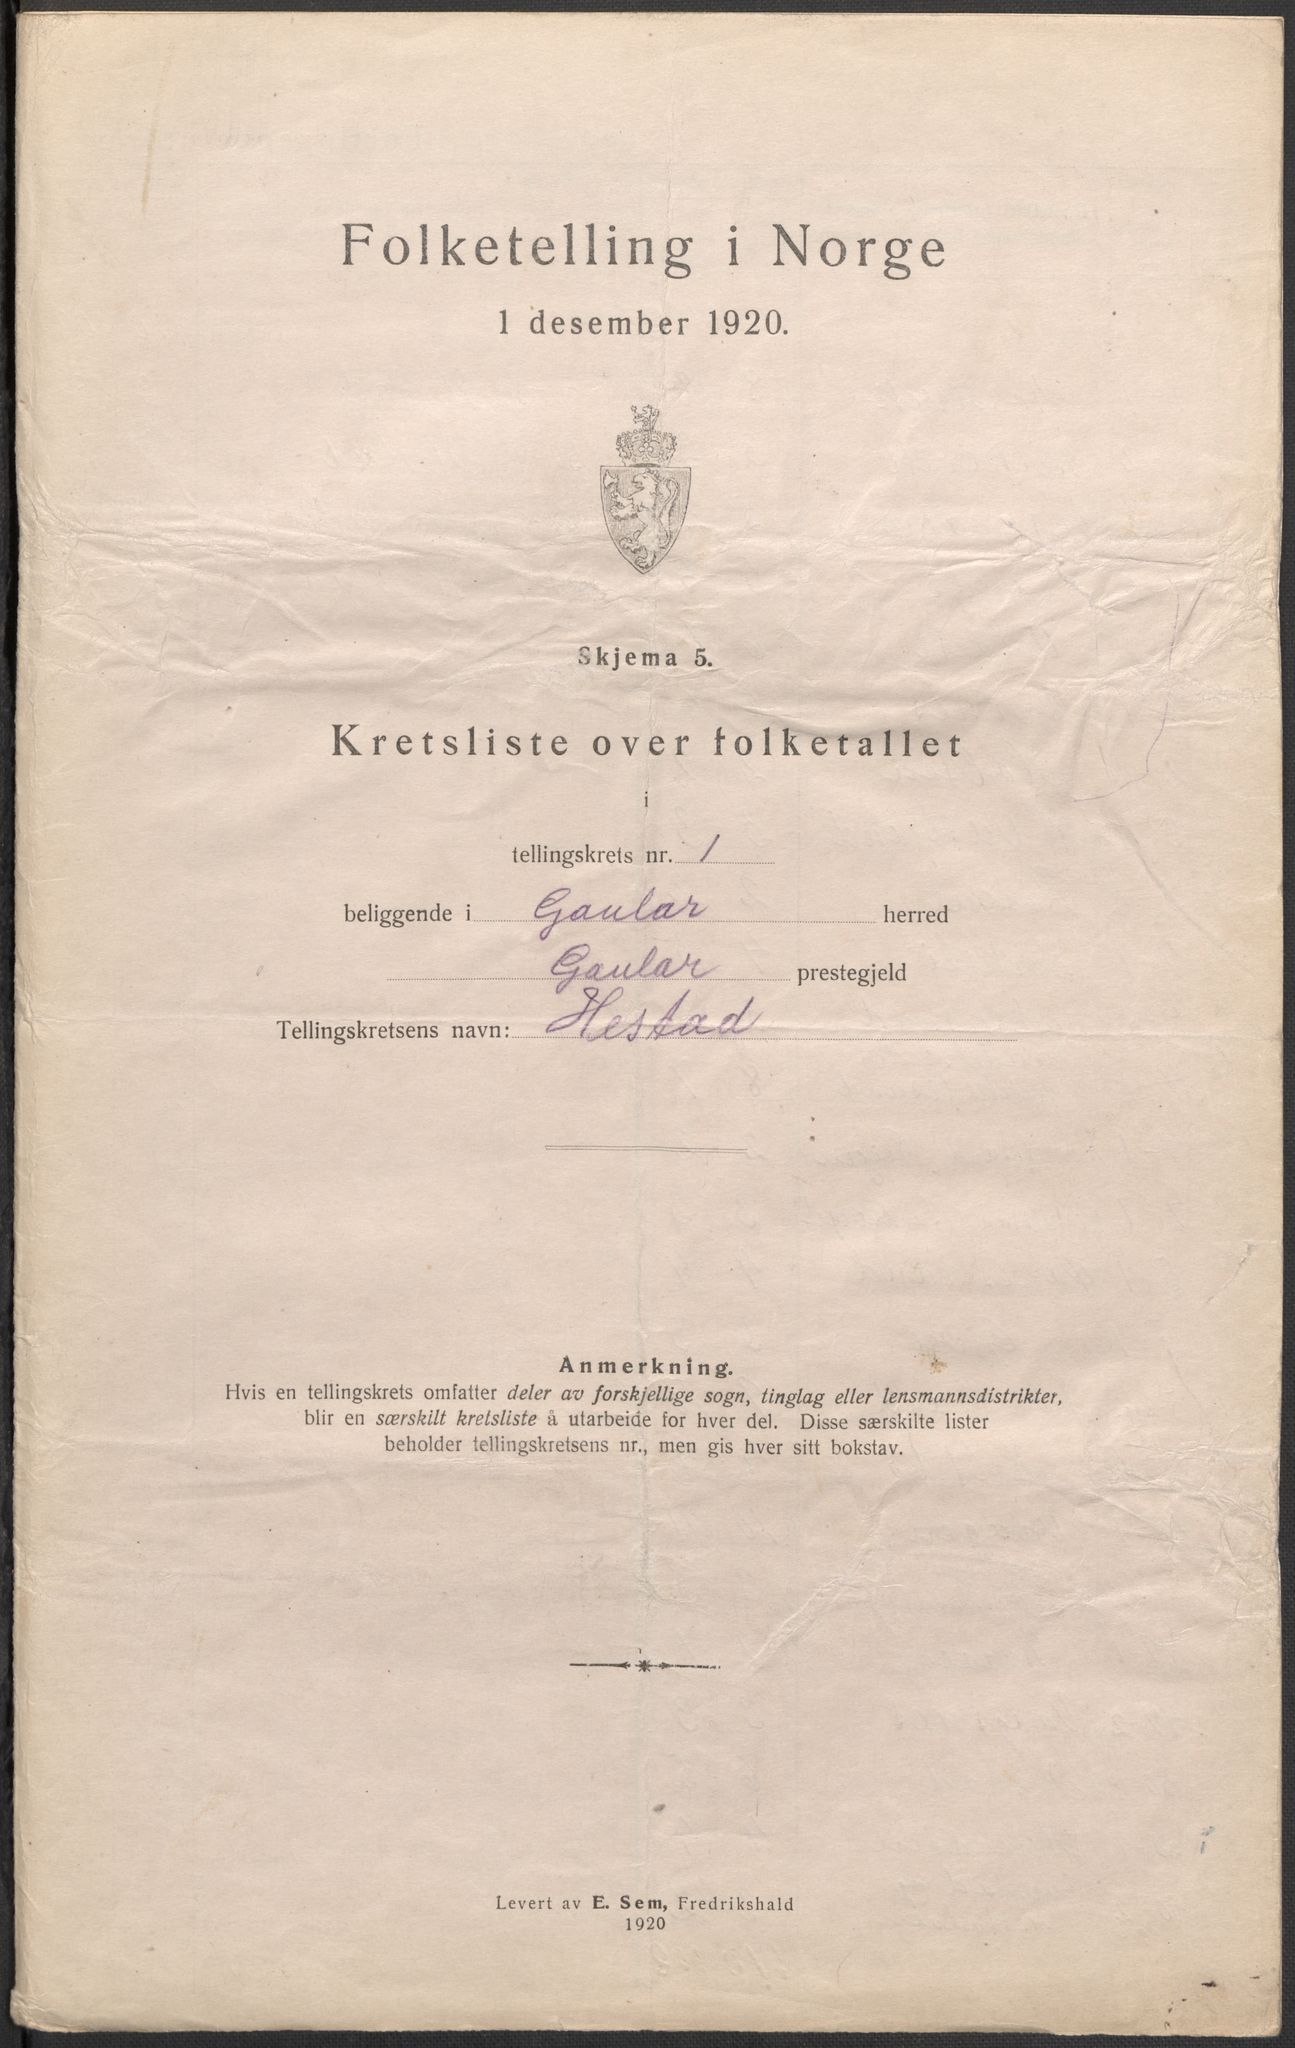 Folketelling i Norge
1 desember 1920.
Skjema 5.
Kretsliste over folketallet
i
tellingskrets nr. 1
beliggende i Gaular herred
Gaular prestegjeld
Tellingskretsens navn: Hestad
Anmerkning.
Hvis en tellingskrets omfatter deler av forskjellige sogn, tinglag eller lensmannsdistrikter,
blir en særskilt kretsliste å utarbeide for hver del. Disse særskilte lister
beholder tellingskretsens nr., men gis hver sitt bokstav.
Levert av E. Sem, Fredrikshald
1920